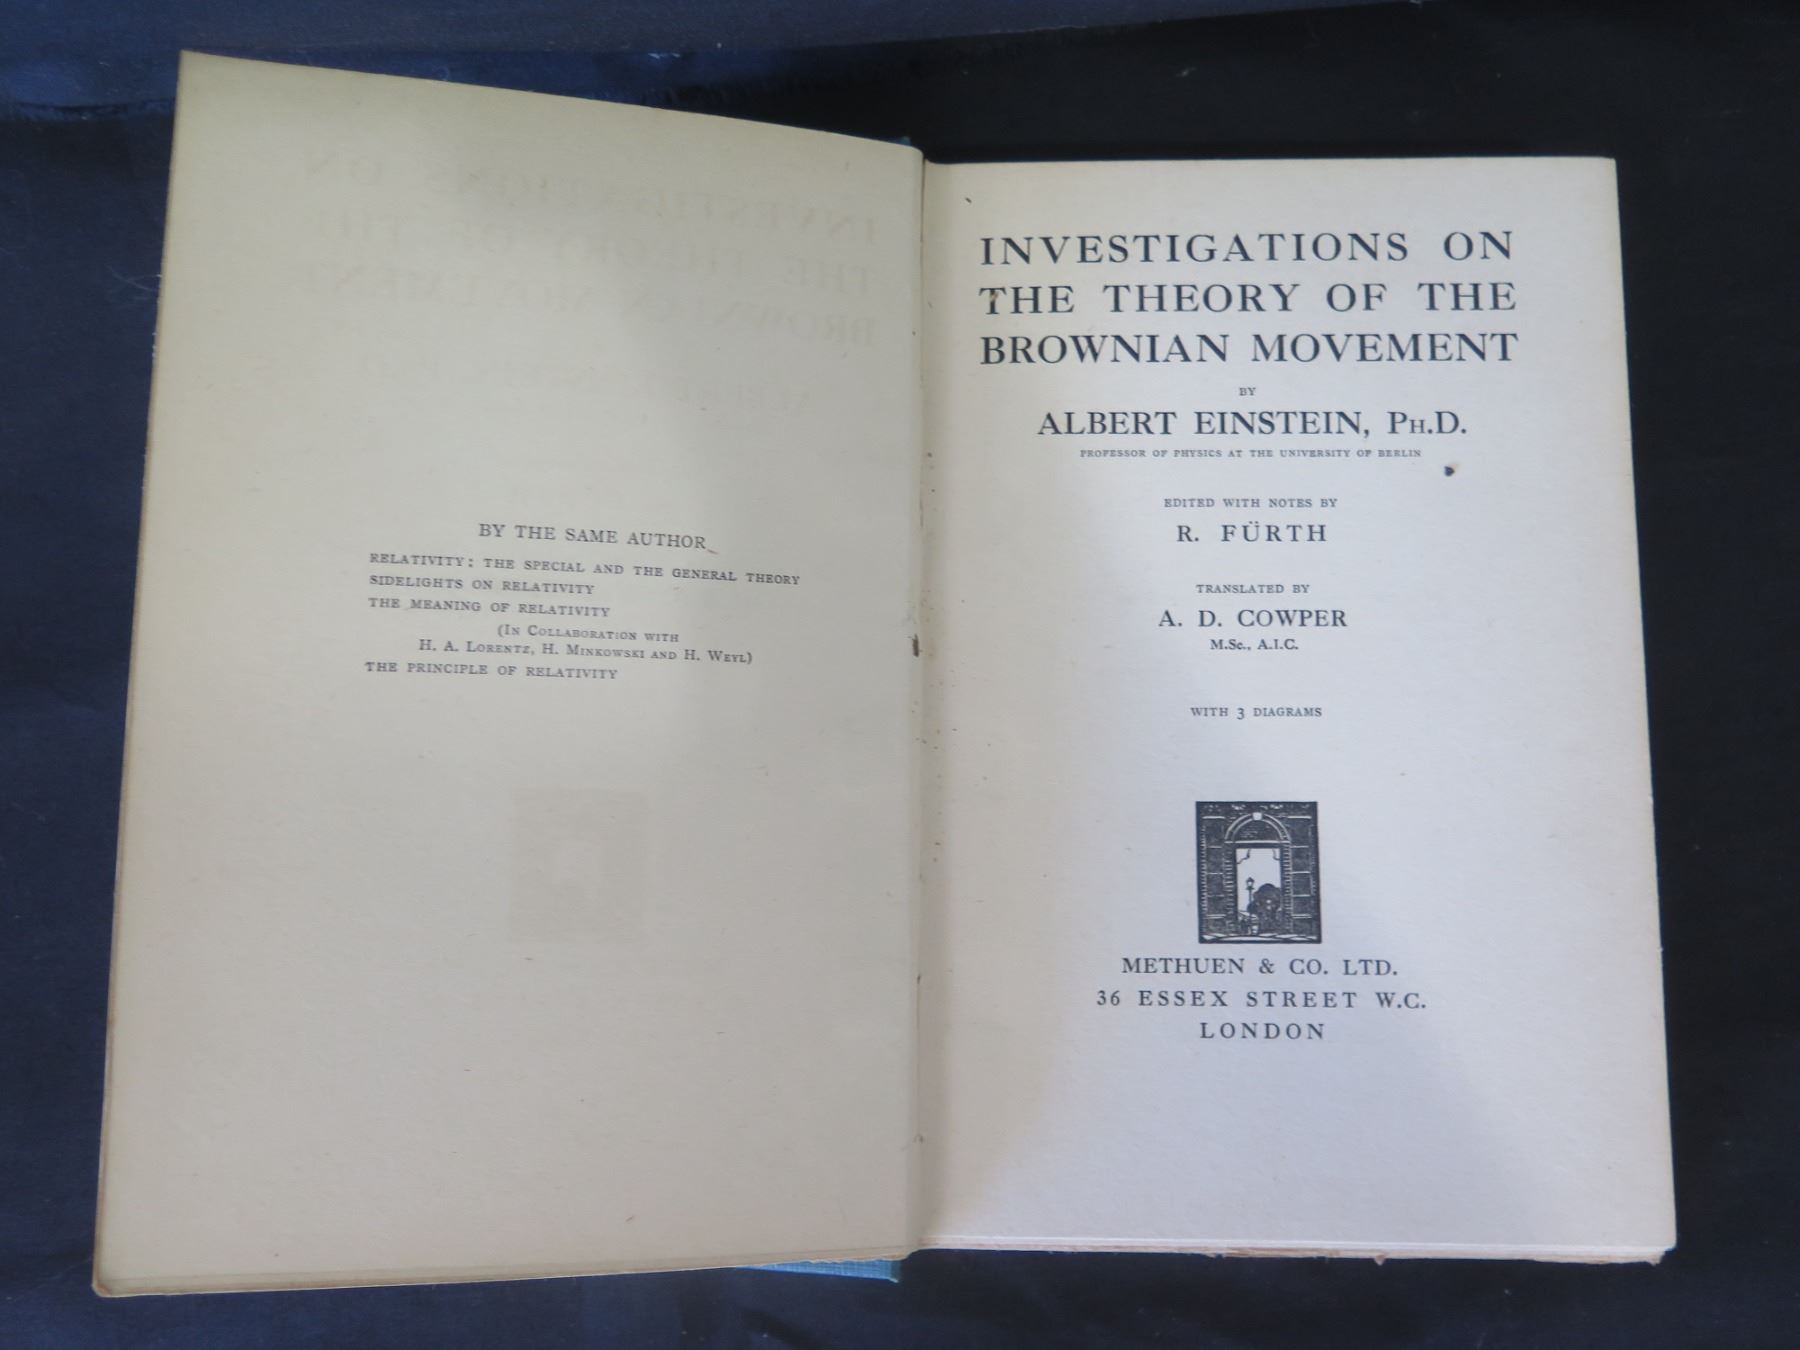 BY THE SAME AUTHOR
RELATIVITY: THE SPECIAL AND THE GENERAL THEORY
SIDELIGHTS ON RELATIVITY
THE MEANING OF RELATIVITY
(IN COLLABORATION WITH
H. A. LORENTZ, H. MINKOWSKI AND H. WEYL)
THE PRINCIPLE OF RELATIVITY
INVESTIGATIONS ON
THE THEORY OF THE
BROWNIAN MOVEMENT
BY
ALBERT EINSTEIN, PH.D.
PROFESSOR OF PHYSICS AT THE UNIVERSITY OF BERLIN
EDITED WITH NOTES BY
R. FÜRTH
TRANSLATED BY
A. D. COWPER
M.Sc., A.I.C.
WITH 3 DIAGRAMS
METHUEN & CO. LTD.
36 ESSEX STREET W.C.
LONDON